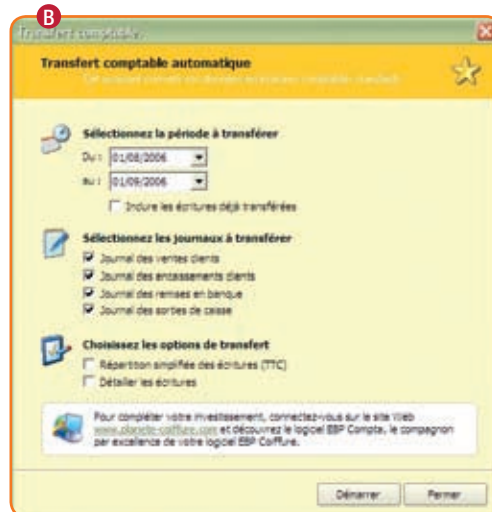 B
Transfert comptable
Transfert comptable automatique
Sélectionnez la période à transférer
Du : 01/08/2006
au : 01/09/2006
Inclure les écritures déjà transférées
Sélectionnez les journaux à transférer
Journal des ventes clients
Journal des encaissements clients
Journal des remises en banque
Journal des sorties de caisse
Choisissez les options de transfert
Répartition simplifiée des écritures (TTC)
Détailler les écritures
Pour compléter votre investissement, connectez-vous sur le site Web
www.planete-coiffure.com et découvrez le logiciel EBP Compta, le compagnon
par excellence de votre logiciel EBP Coiffure.
Démarrer Fermer